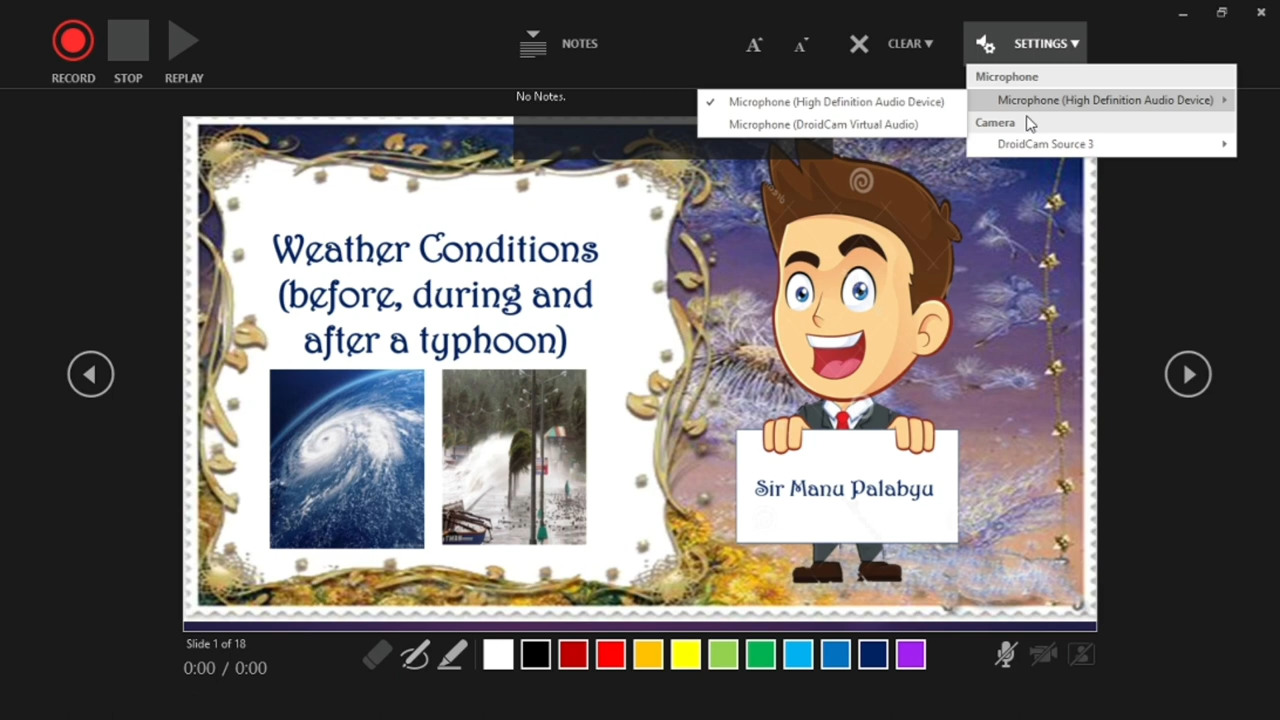 RECORD
STOP
REPLAY
NOTES
CLEAR
SETTINGS
Microphone
Microphone (High Definition Audio Device)
Camera
DroidCam Source 3
Microphone (High Definition Audio Device)
Microphone (DroidCam Virtual Audio)
No Notes.
Weather Conditions
(before, during and
after a typhoon)
Sir Manu Palabyu
Slide 1 of 18
0:00 / 0:00